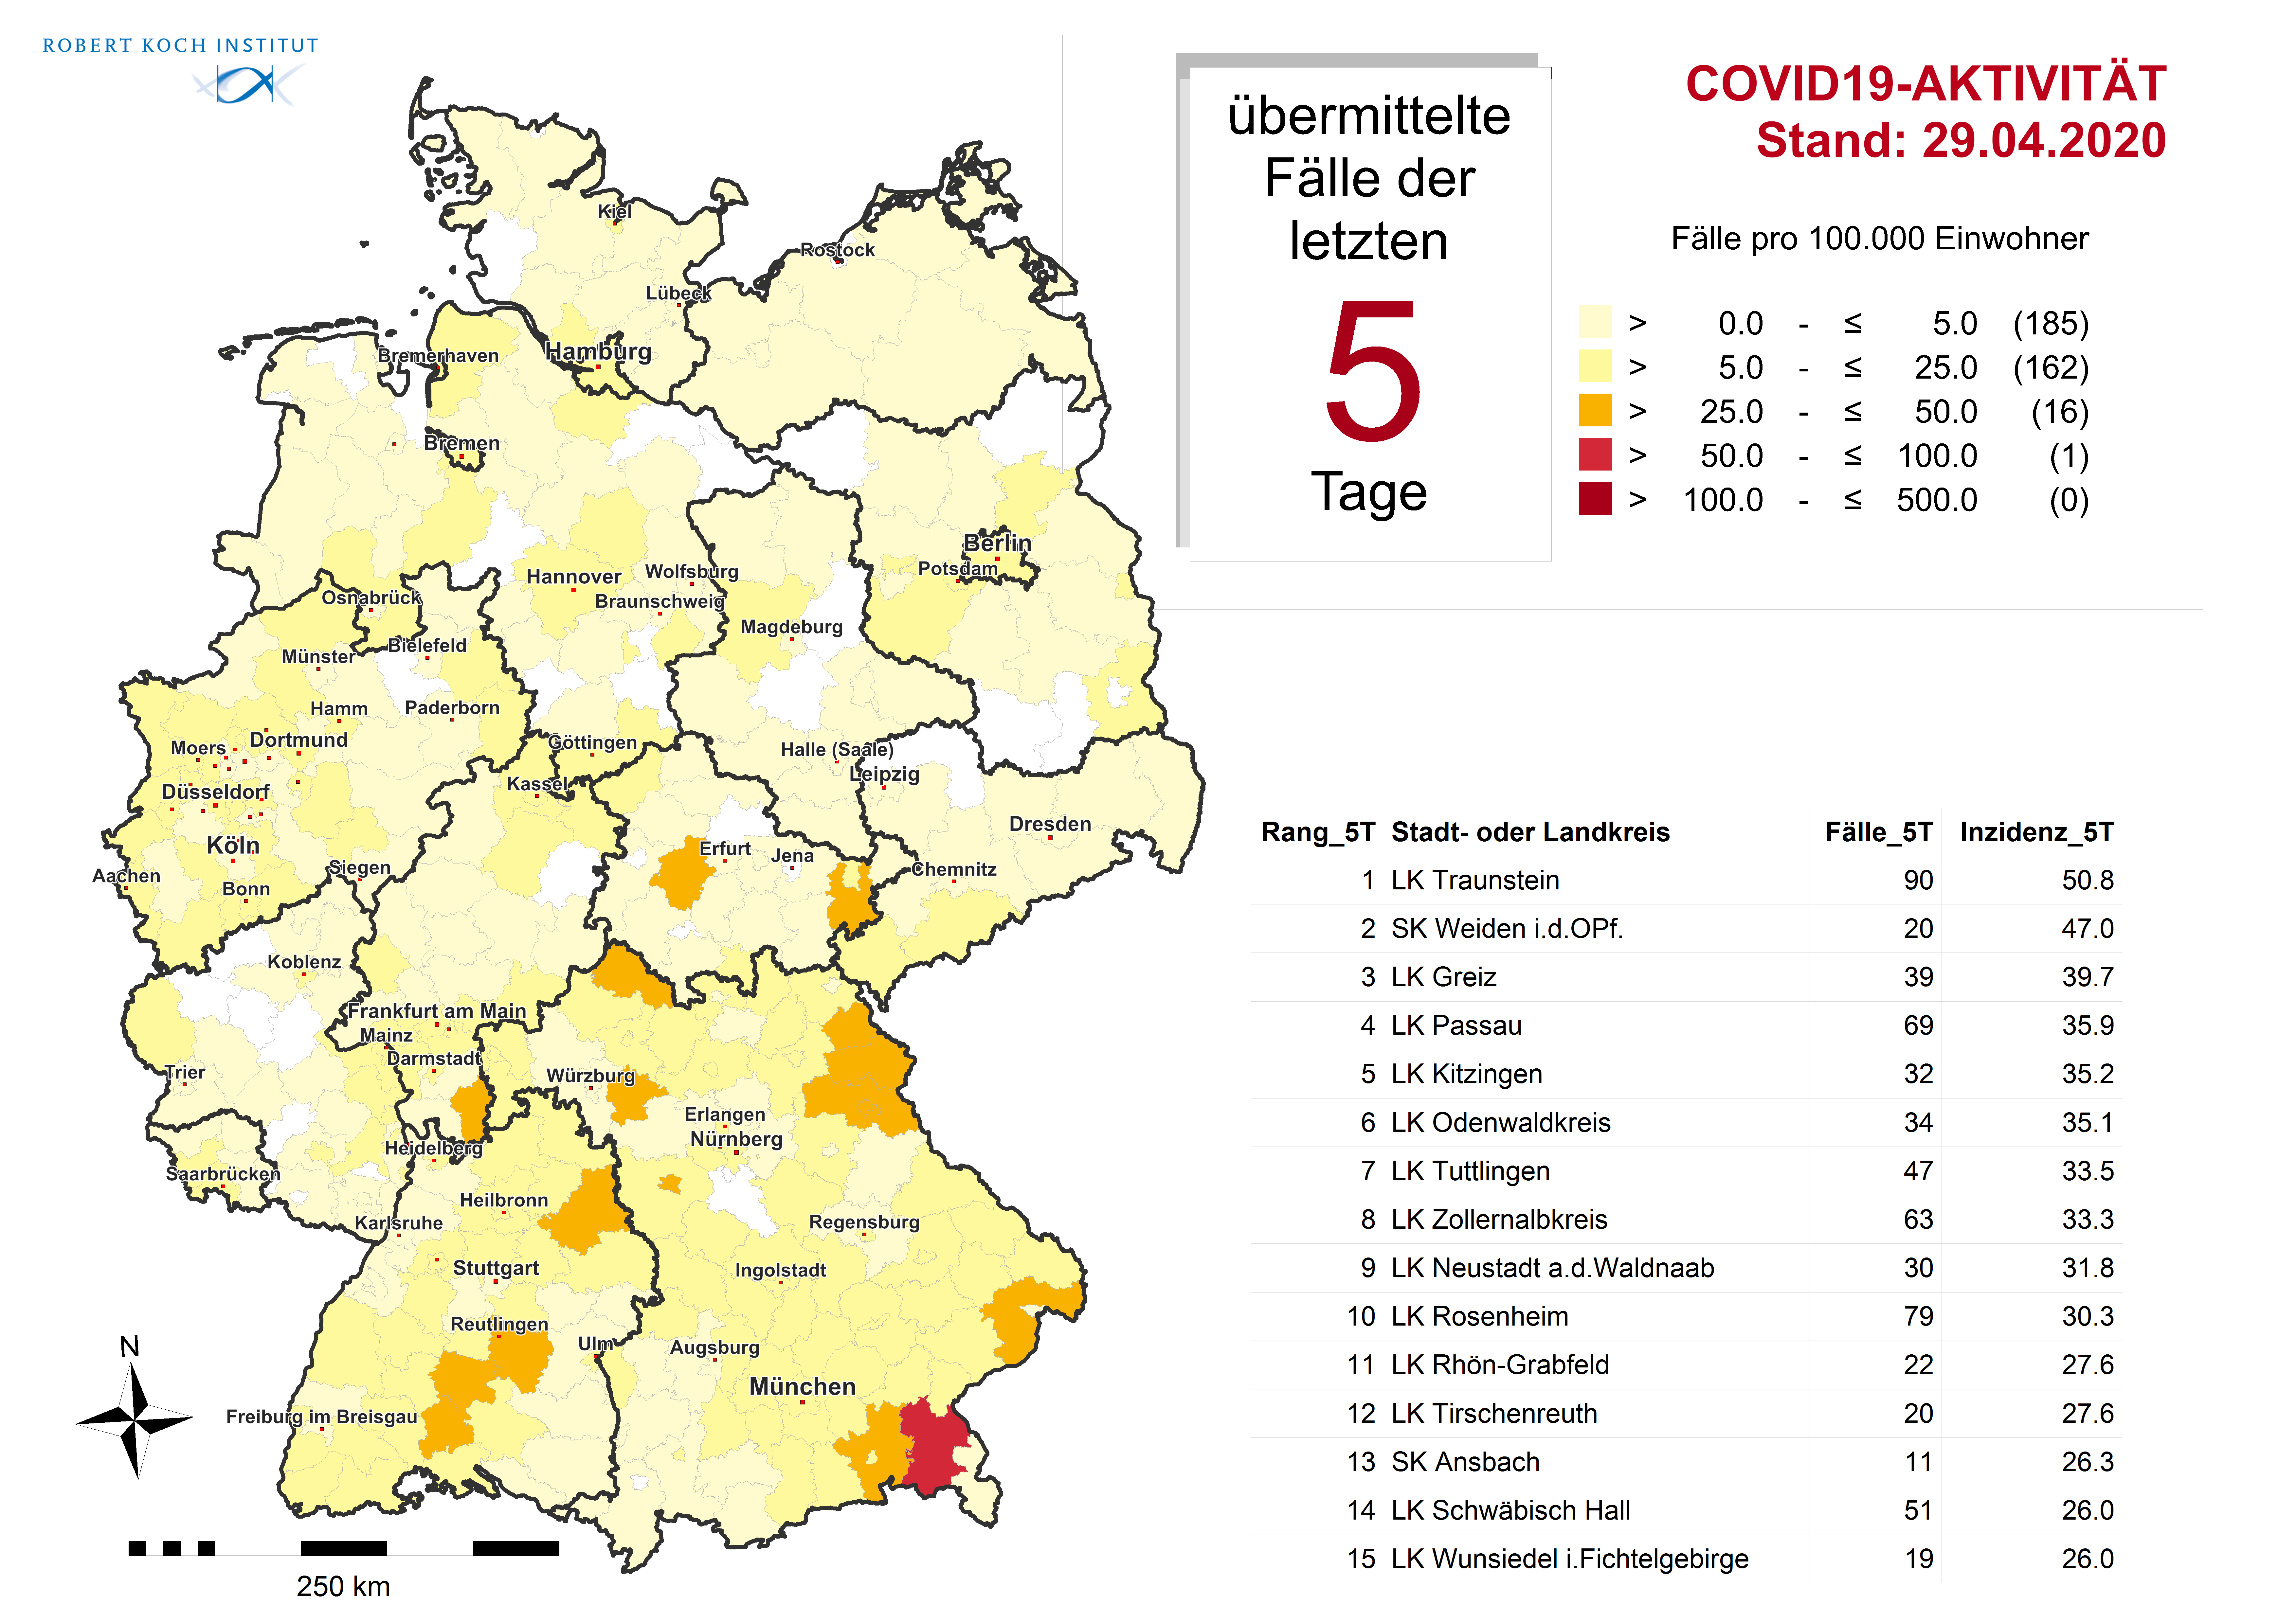 ROBERT KOCH INSTITUT
übermittelte
Fälle der
letzten
5
Tage
COVID19-AKTIVITÄT
Stand: 29.04.2020
Fälle pro 100.000 Einwohner
> 0.0 - ≤ 5.0 (185)
> 5.0 - ≤ 25.0 (162)
> 25.0 - ≤ 50.0 (16)
> 50.0 - ≤ 100.0 (1)
> 100.0 - ≤ 500.0 (0)
Kiel
Rostock
Lübeck
Bremerhaven
Hamburg
Bremen
Berlin
Potsdam
Hannover
Wolfsburg
Braunschweig
Osnabrück
Magdeburg
Bielefeld
Münster
Hamm
Paderborn
Moers
Dortmund
Göttingen
Halle (Saale)
Leipzig
Kassel
Düsseldorf
Dresden
Köln
Erfurt
Jena
Chemnitz
Siegen
Aachen
Bonn
Koblenz
Frankfurt am Main
Mainz
Darmstadt
Trier
Würzburg
Erlangen
Nürnberg
Heidelberg
Saarbrücken
Heilbronn
Karlsruhe
Regensburg
Stuttgart
Ingolstadt
Reutlingen
Ulm
Augsburg
München
Freiburg im Breisgau
N
250 km
Rang_5T Stadt- oder Landkreis Fälle_5T Inzidenz_5T
1 LK Traunstein 90 50.8
2 SK Weiden i.d.OPf. 20 47.0
3 LK Greiz 39 39.7
4 LK Passau 69 35.9
5 LK Kitzingen 32 35.2
6 LK Odenwaldkreis 34 35.1
7 LK Tuttlingen 47 33.5
8 LK Zollernalbkreis 63 33.3
9 LK Neustadt a.d.Waldnaab 30 31.8
10 LK Rosenheim 79 30.3
11 LK Rhön-Grabfeld 22 27.6
12 LK Tirschenreuth 20 27.6
13 SK Ansbach 11 26.3
14 LK Schwäbisch Hall 51 26.0
15 LK Wunsiedel i.Fichtelgebirge 19 26.0